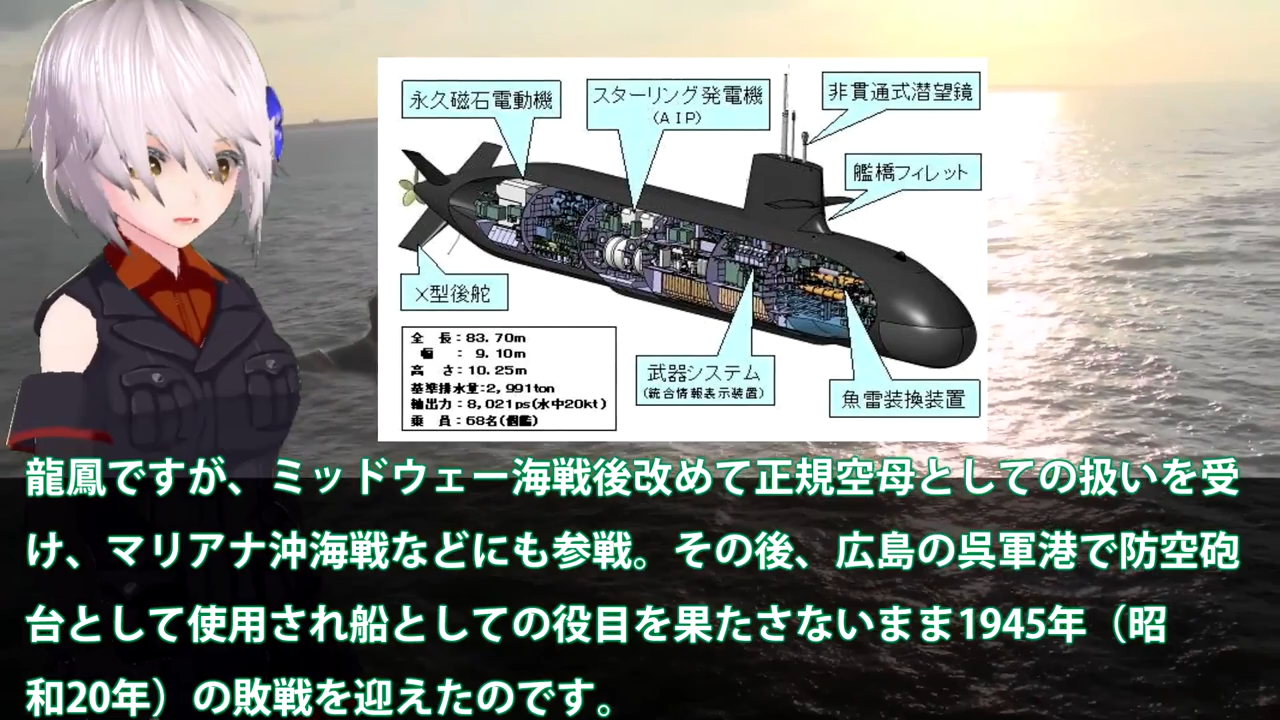 永久磁石電動機
スターリング発電機
（ＡＩＰ）
非貫通式潜望鏡
艦橋フィレット
X型後舵
全　長：83.70m
幅　：9.10m
高　さ：10.25m
基準排水量：2,991ton
軸出力：8,021ps(水中20kt)
乗　員：68名(個艦)
武器システム
（統合情報表示装置）
魚雷装換装置
龍鳳ですが、ミッドウェー海戦後改めて正規空母としての扱いを受
け、マリアナ沖海戦などにも参戦。その後、広島の呉軍港で防空砲
台として使用され船としての役目を果たさないまま1945年（昭
和20年）の敗戦を迎えたのです。